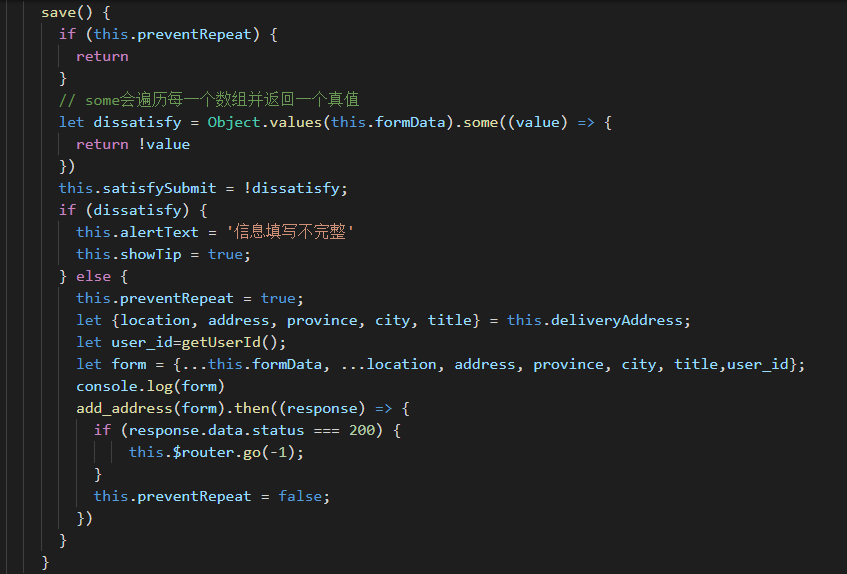 save() {
if (this.preventRepeat) {
return
}
// some会遍历每一个数组并返回一个真值
let dissatisfy = Object.values(this.formData).some((value) => {
return !value
})
this.satisfySubmit = !dissatisfy;
if (dissatisfy) {
this.alertText = '信息填写不完整'
this.showTip = true;
} else {
this.preventRepeat = true;
let {location, address, province, city, title} = this.deliveryAddress;
let user_id=getUserId();
let form = {...this.formData, ...location, address, province, city, title,user_id};
console.log(form)
add_address(form).then((response) => {
if (response.data.status === 200) {
this.$router.go(-1);
}
this.preventRepeat = false;
})
}
}